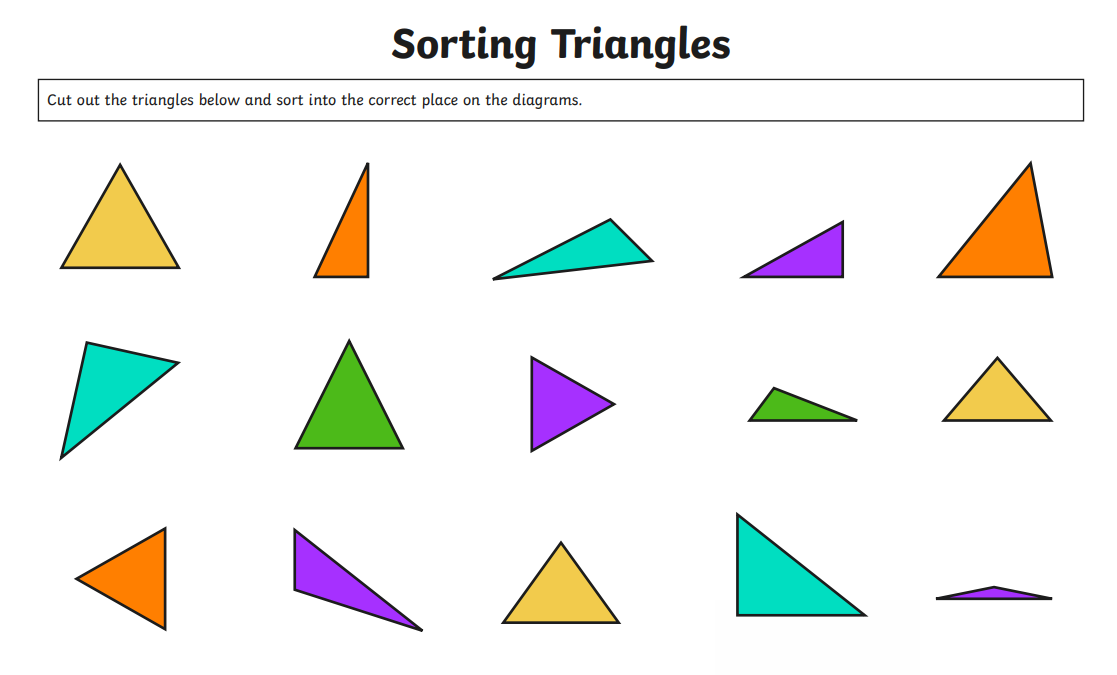 Sorting Triangles
Cut out the triangles below and sort into the correct place on the diagrams.